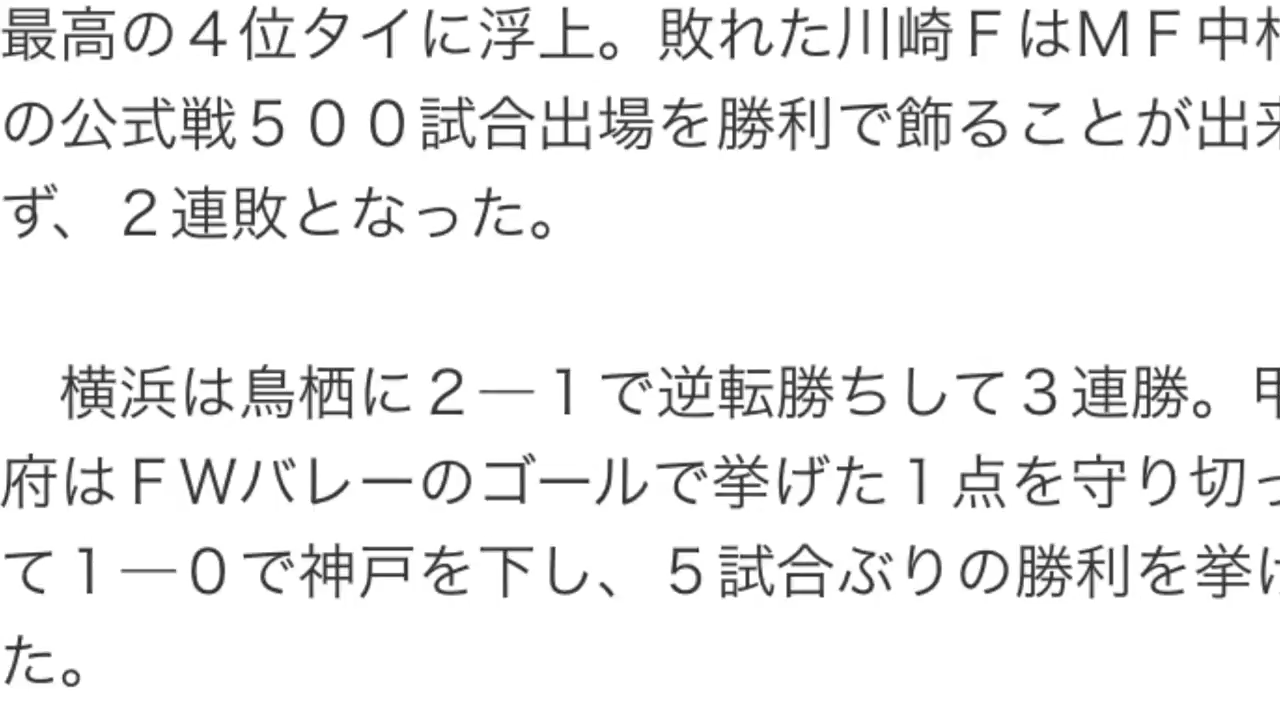 最高の４位タイに浮上。敗れた川崎ＦはＭＦ中
の公式戦５００試合出場を勝利で飾ることが出来
ず、２連敗となった。
横浜は鳥栖に２―１で逆転勝ちして３連勝。甲
府はＦＷバレーのゴールで挙げた１点を守り切っ
て１―０で神戸を下し、５試合ぶりの勝利を挙げ
た。